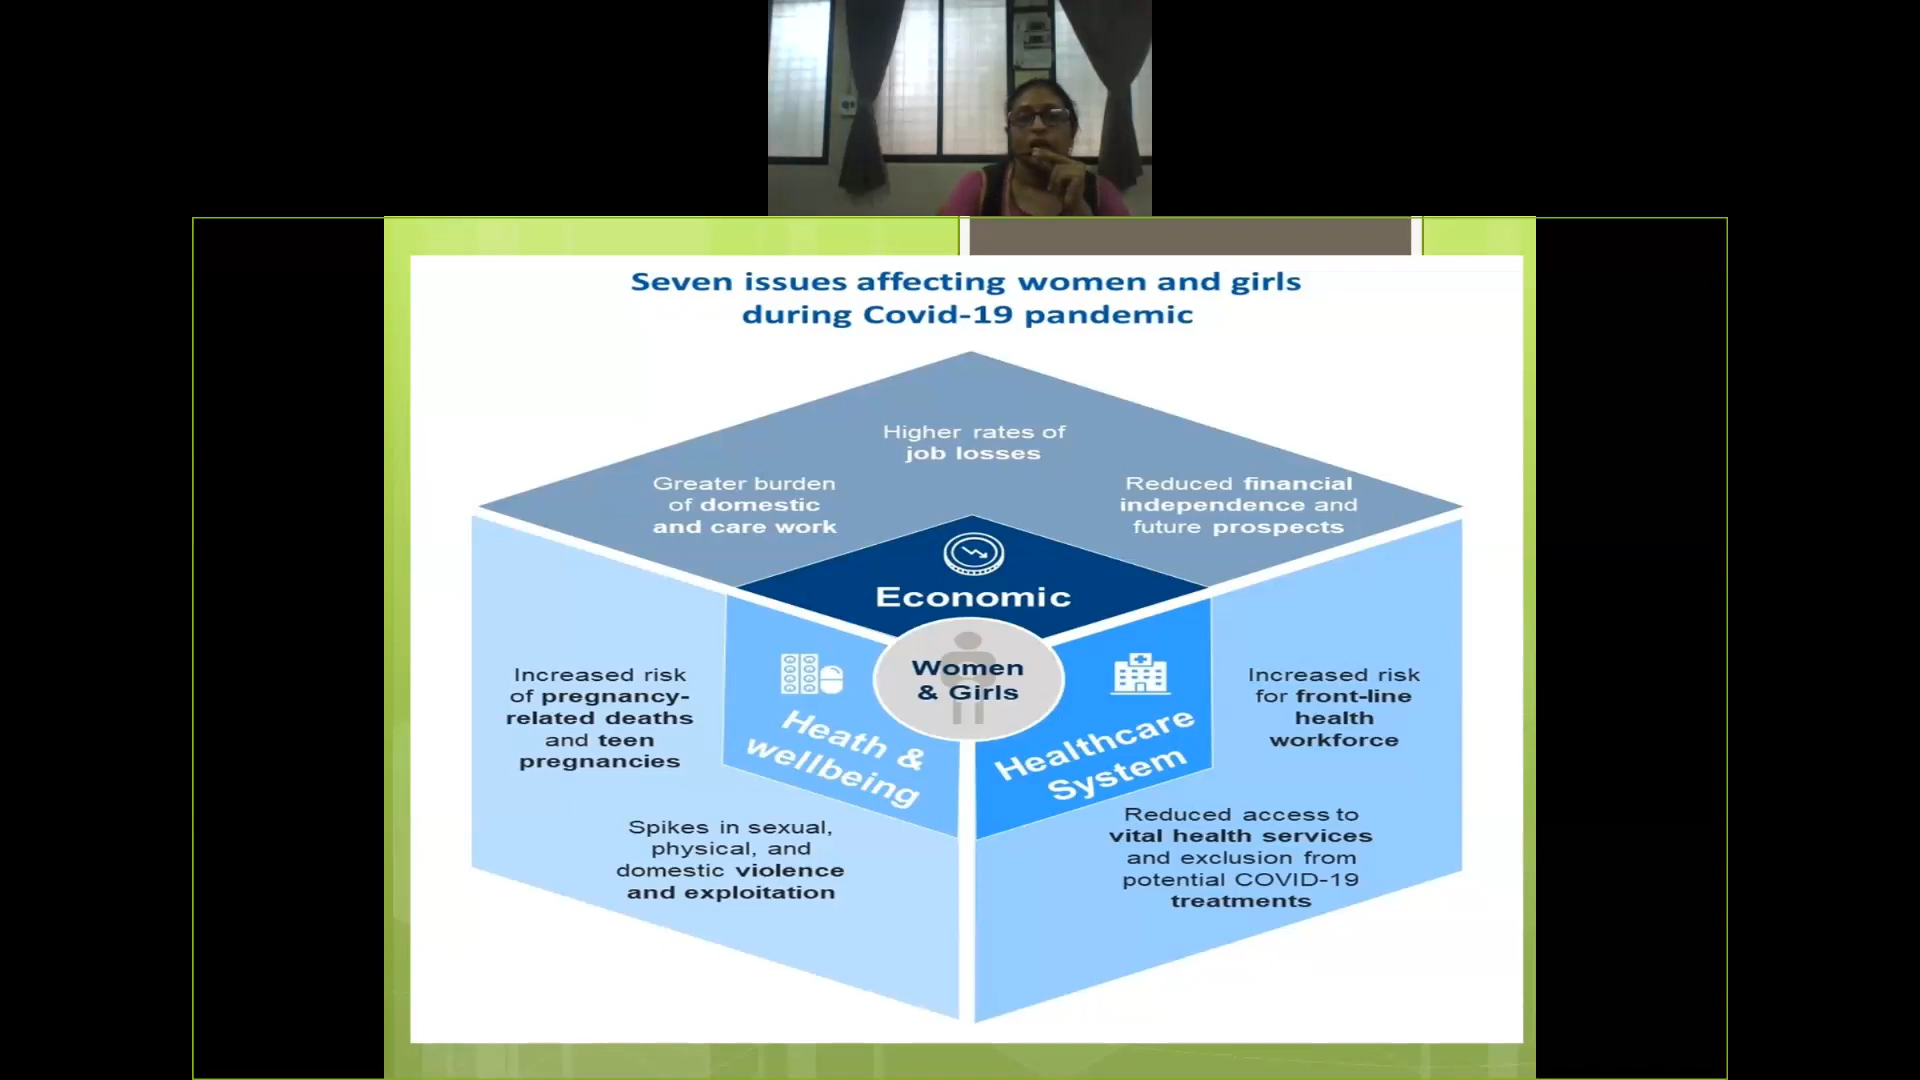 Seven issues affecting women and girls
during Covid-19 pandemic
Higher rates of
job losses
Greater burden
of domestic
and care work
Reduced financial
independence and
future prospects
Economic
Women
& Girls
Increased risk
of pregnancy-
related deaths
and teen
pregnancies
Heath &
wellbeing
Spikes in sexual,
physical, and
domestic violence
and exploitation
Healthcare
System
Increased risk
for front-line
health
workforce
Reduced access to
vital health services
and exclusion from
potential COVID-19
treatments